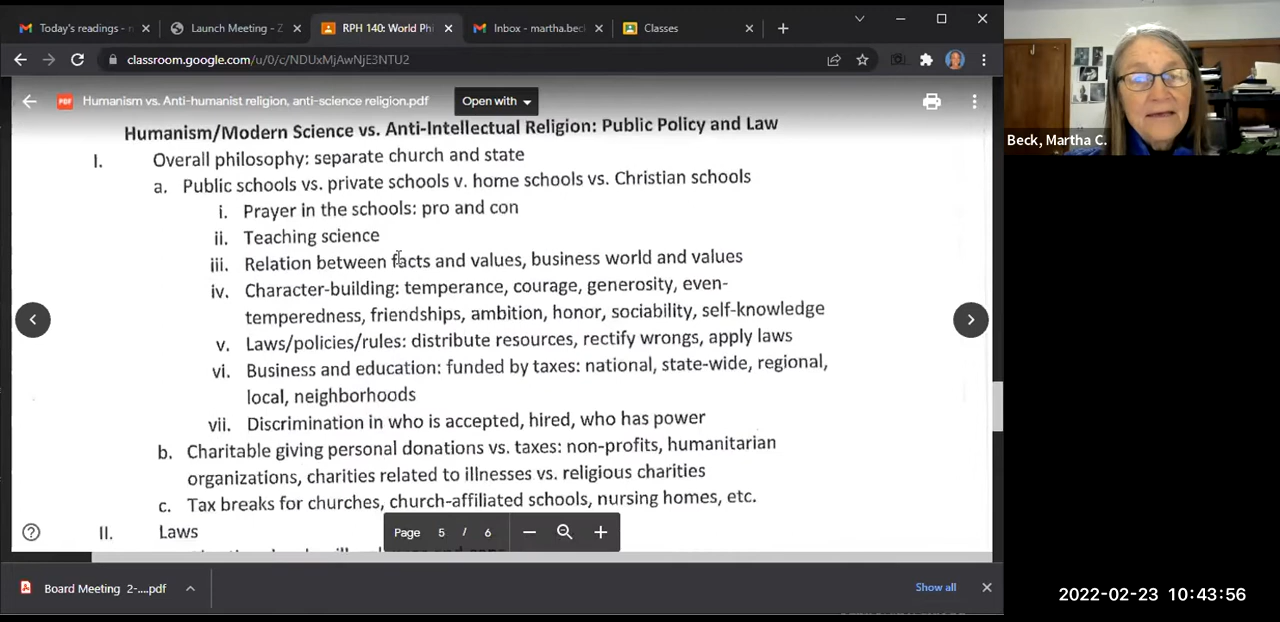 Today's readings - r
Launch Meeting - Z
RPH 140: World Phi
Inbox - martha.beck
Classes
classroom.google.com/u/0/c/NDUxMjAwNjE3NTU2
PDF
Humanism vs. Anti-humanist religion, anti-science religion.pdf
Open with
Humanism/Modern Science vs. Anti-Intellectual Religion: Public Policy and Law
I. Overall philosophy: separate church and state
a. Public schools vs. private schools v. home schools vs. Christian schools
i. Prayer in the schools: pro and con
ii. Teaching science
iii. Relation between facts and values, business world and values
iv. Character-building: temperance, courage, generosity, even-
temperedness, friendships, ambition, honor, sociability, self-knowledge
v. Laws/policies/rules: distribute resources, rectify wrongs, apply laws
vi. Business and education: funded by taxes: national, state-wide, regional,
local, neighborhoods
vii. Discrimination in who is accepted, hired, who has power
b. Charitable giving personal donations vs. taxes: non-profits, humanitarian
organizations, charities related to illnesses vs. religious charities
c. Tax breaks for churches, church-affiliated schools, nursing homes, etc.
II. Laws
Page 5 / 6
Board Meeting 2-....pdf
Show all
Beck, Martha C.
2022-02-23 10:43:56